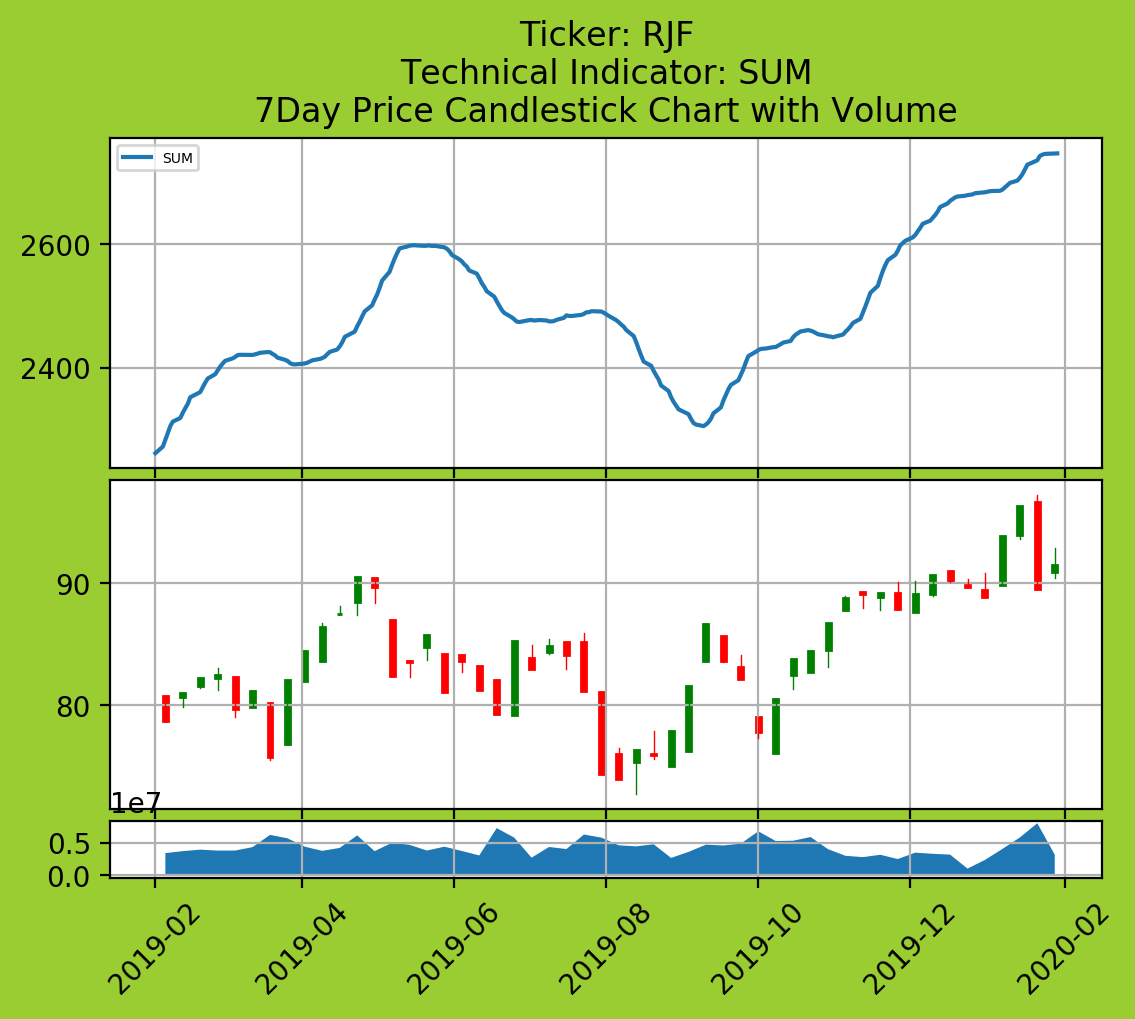 Ticker: RJF
Technical Indicator: SUM
7Day Price Candlestick Chart with Volume
SUM
2600
2400
90
80
1e7
0.5
0.0
2019-02
2019-04
2019-06
2019-08
2019-10
2019-12
2020-02